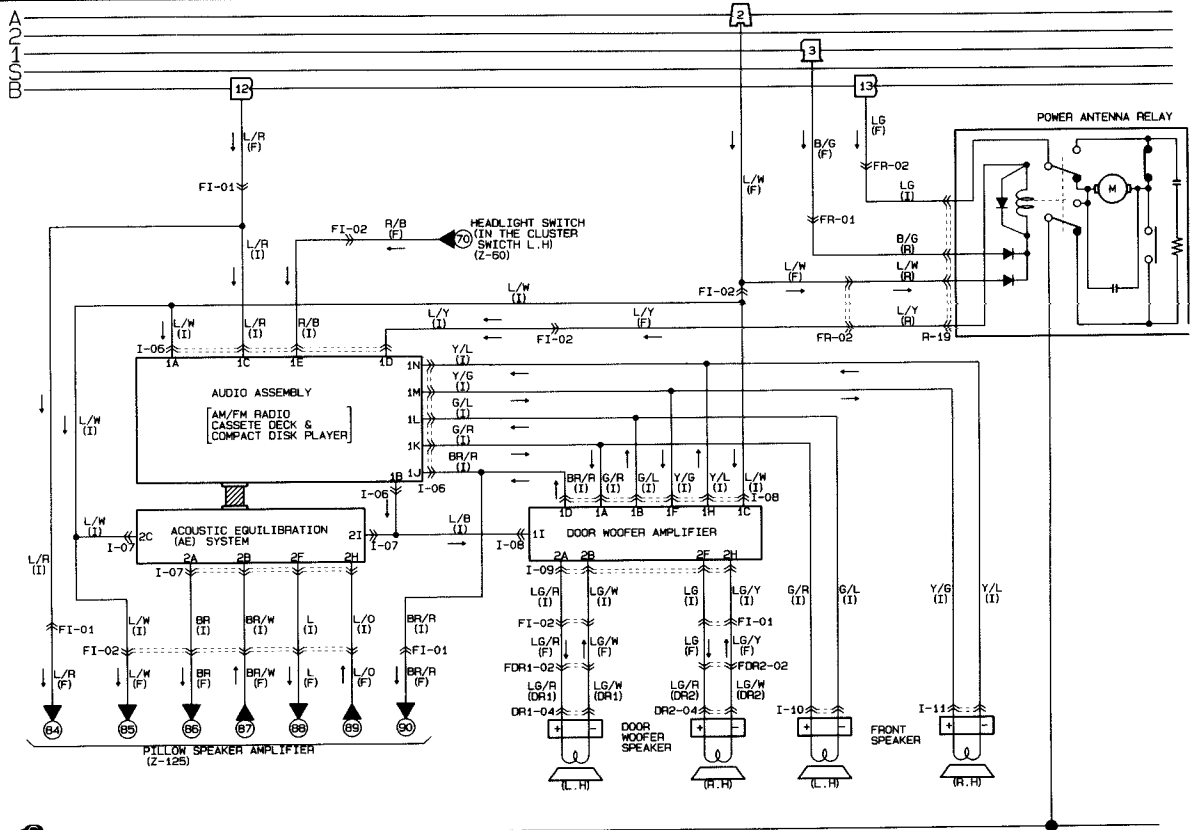 A
2
1
S
B
2
3
12
13
POWER ANTENNA RELAY
L/R
(F)
B/G
(F)
LG
(F)
L/W
(F)
FR-02
LG
(I)
M
FI-01
FI-02
R/B
(F)
70
HEADLIGHT SWITCH
(IN THE CLUSTER
SWICTH L.H)
(Z-60)
FR-01
B/G
(R)
L/R
(I)
L/W
(F)
L/W
(R)
FI-02
L/W
(I)
L/W
(I)
L/R
(I)
R/B
(I)
L/Y
(I)
L/Y
(F)
L/Y
(R)
FI-02
FR-02
R-19
I-06
1A
1C
1E
1D
AUDIO ASSEMBLY
[AM/FM RADIO
CASSETE DECK &
COMPACT DISK PLAYER]
1N
Y/L
(I)
1M
Y/G
(I)
1L
G/L
(I)
1K
G/R
(I)
1J
BR/R
(I)
1B
I-06
I-06
L/W
(I)
BR/R
(I)
G/R
(I)
G/L
(I)
Y/G
(I)
Y/L
(I)
L/W
(I)
I-08
1D
1A
1B
1F
1H
1C
L/W
(I)
2C
I-07
ACOUSTIC EQUILIBRATION
(AE) SYSTEM
2I
I-07
L/B
(I)
I-08
1I
DOOR WOOFER AMPLIFIER
2A
2B
2F
2H
I-07
2A
2B
2F
2H
I-09
L/R
(I)
LG/R
(I)
LG/W
(I)
LG
(I)
LG/Y
(I)
G/R
(I)
G/L
(I)
Y/G
(I)
Y/L
(I)
FI-01
L/W
(I)
BR
(I)
BR/W
(I)
L
(I)
L/O
(I)
BR/R
(I)
FI-02
FI-01
FI-02
FI-01
LG/R
(F)
LG/W
(F)
LG
(F)
LG/Y
(F)
L/R
(F)
L/W
(F)
BR
(F)
BR/W
(F)
L
(F)
L/O
(F)
BR/R
(F)
FDR1-02
FDR2-02
LG/R
(DR1)
LG/W
(DR1)
LG/R
(DR2)
LG/W
(DR2)
DR1-04
DR2-04
I-10
I-11
84
85
86
87
88
89
90
PILLOW SPEAKER AMPLIFIER
(Z-125)
+ -
DOOR
WOOFER
SPEAKER
+ -
+ -
FRONT
SPEAKER
+ -
(L.H)
(R.H)
(L.H)
(R.H)